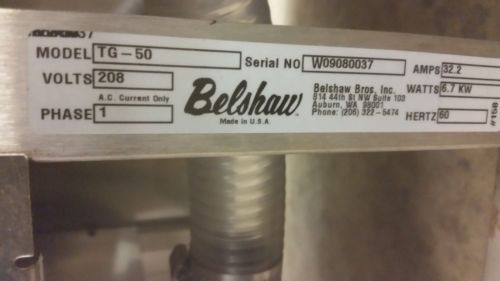 MODEL TG-50
Serial No W09080037
AMPS 32.2
VOLTS 208
A.C. Current Only
PHASE 1
Belshaw
Made in U.S.A.
Belshaw Bros. Inc.
814 44th St NW Suite 103
Auburn, WA 98001
Phone: (206) 322-5474
WATTS 6.7 KW
HERTZ 60
#158